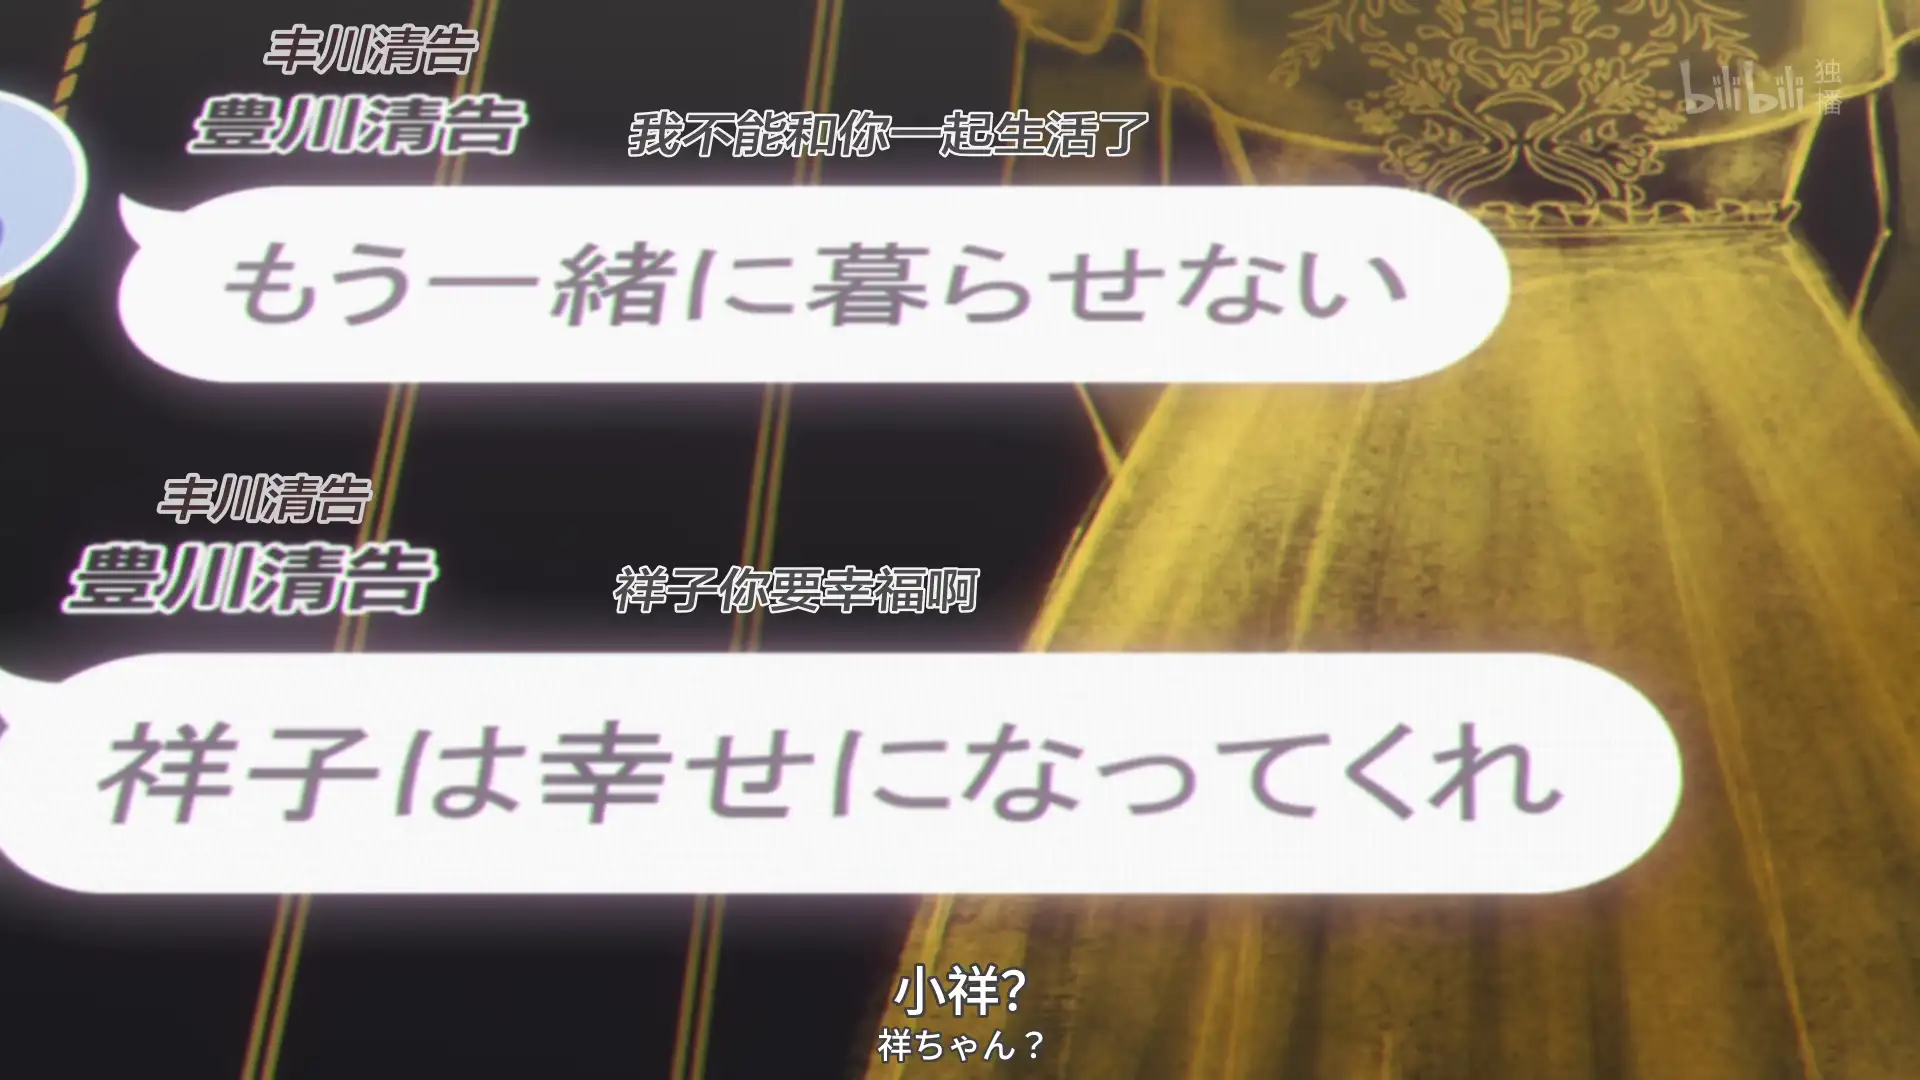 丰川清告
豊川清告
我不能和你一起生活了
bilibili 独播
もう一緒に暮らせない
丰川清告
豊川清告
祥子你要幸福啊
祥子は幸せになってくれ
小祥?
祥ちゃん？